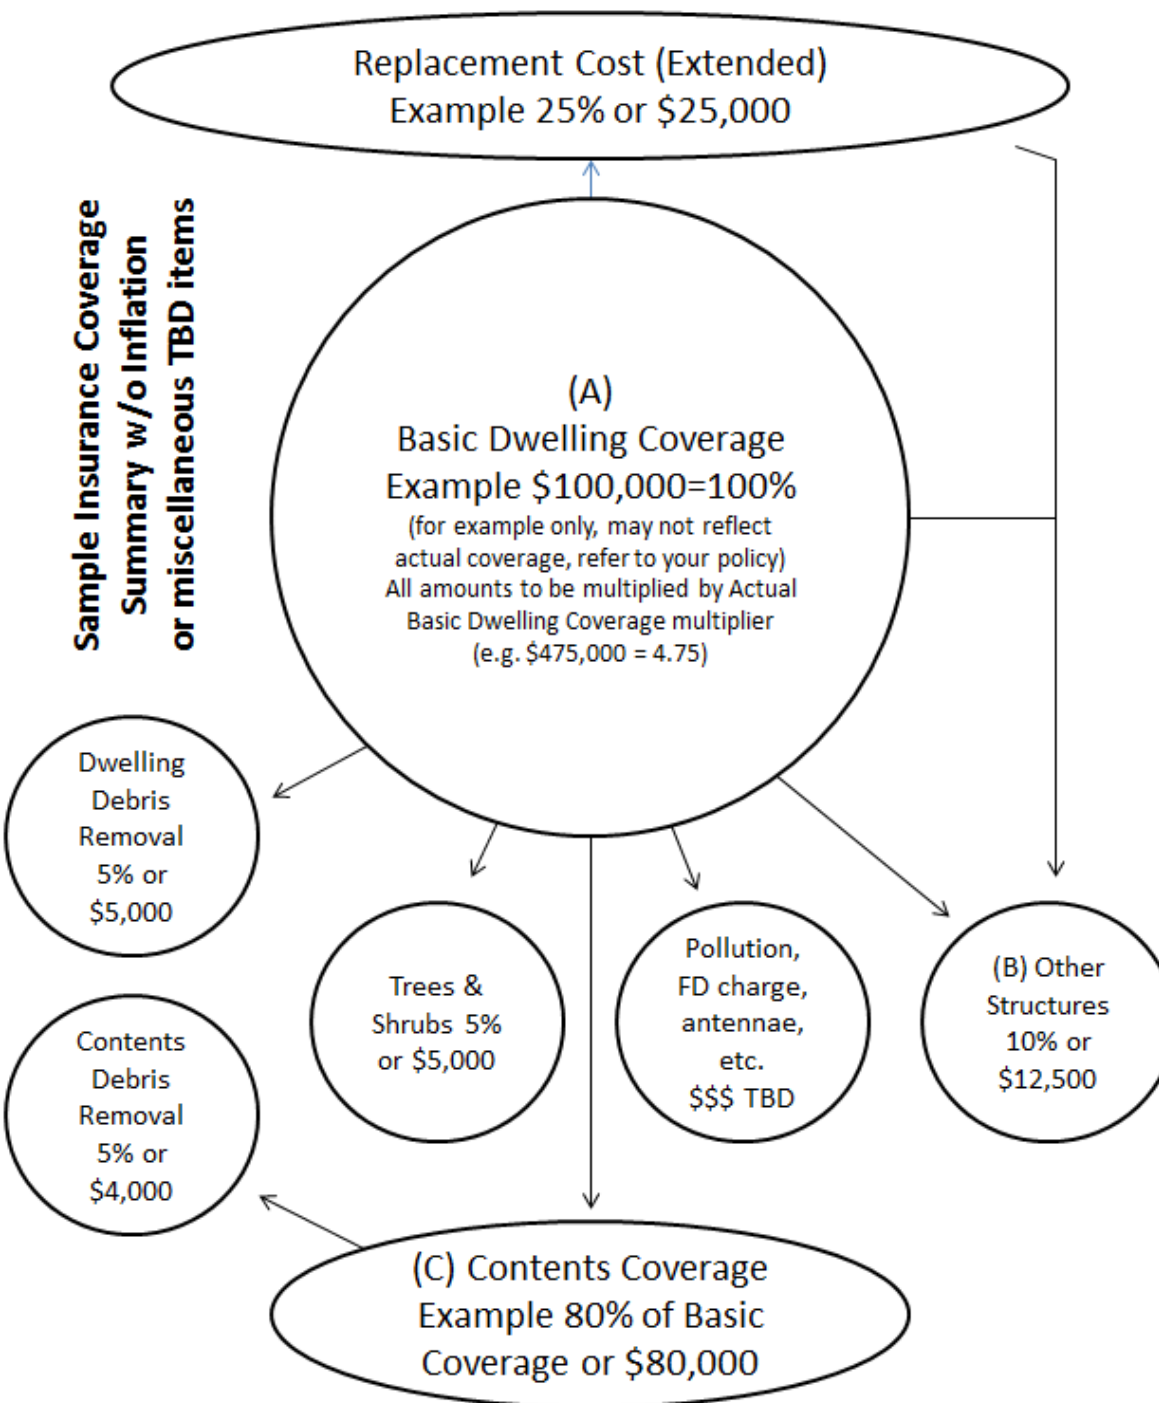 Replacement Cost (Extended)
Example 25% or $25,000
Sample Insurance Coverage
Summary w/o Inflation
or miscellaneous TBD items
(A)
Basic Dwelling Coverage
Example $100,000=100%
(for example only, may not reflect
actual coverage, refer to your policy)
All amounts to be multiplied by Actual
Basic Dwelling Coverage multiplier
(e.g. $475,000 = 4.75)
Dwelling
Debris
Removal
5% or
$5,000
Trees &
Shrubs 5%
or $5,000
Pollution,
FD charge,
antennae,
etc.
$$$ TBD
(B) Other
Structures
10% or
$12,500
Contents
Debris
Removal
5% or
$4,000
(C) Contents Coverage
Example 80% of Basic
Coverage or $80,000